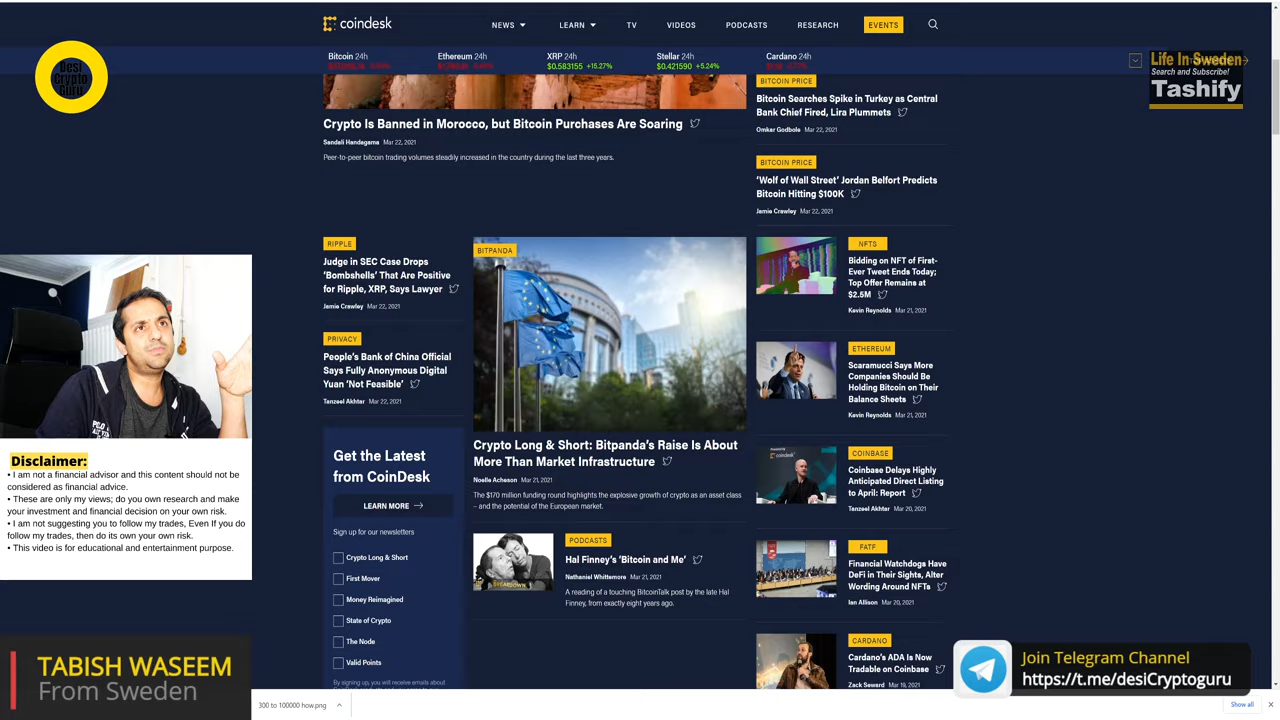 coindesk
NEWS
LEARN
TV
VIDEOS
PODCASTS
RESEARCH
EVENTS
Bitcoin 24h
Ethereum 24h
XRP 24h
$0.583155 +15.27%
Stellar 24h
$0.421590 +5.24%
Cardano 24h
Desi
Crypto
Guru
Life In Sweden
Search and Subscribe!
Tashify
Crypto Is Banned in Morocco, but Bitcoin Purchases Are Soaring
Sandali Handagama Mar 22, 2021
Peer-to-peer bitcoin trading volumes steadily increased in the country during the last three years.
BITCOIN PRICE
Bitcoin Searches Spike in Turkey as Central
Bank Chief Fired, Lira Plummets
Omkar Godbole Mar 22, 2021
BITCOIN PRICE
‘Wolf of Wall Street’ Jordan Belfort Predicts
Bitcoin Hitting $100K
Jamie Crawley Mar 22, 2021
RIPPLE
Judge in SEC Case Drops
‘Bombshells’ That Are Positive
for Ripple, XRP, Says Lawyer
Jamie Crawley Mar 22, 2021
PRIVACY
People’s Bank of China Official
Says Fully Anonymous Digital
Yuan ‘Not Feasible’
Tanzeel Akhtar Mar 22, 2021
Get the Latest
from CoinDesk
LEARN MORE
Sign up for our newsletters
Crypto Long & Short
First Mover
Money Reimagined
State of Crypto
The Node
Valid Points
By signing up, you will receive emails about
BITPANDA
Crypto Long & Short: Bitpanda’s Raise Is About
More Than Market Infrastructure
Noelle Acheson Mar 21, 2021
The $170 million funding round highlights the explosive growth of crypto as an asset class
– and the potential of the European market.
BREAKDOWN
PODCASTS
Hal Finney’s ‘Bitcoin and Me’
Nathaniel Whittemore Mar 21, 2021
A reading of a touching BitcoinTalk post by the late Hal
Finney, from exactly eight years ago.
NFTS
Bidding on NFT of First-
Ever Tweet Ends Today;
Top Offer Remains at
$2.5M
Kevin Reynolds Mar 21, 2021
ETHEREUM
Scaramucci Says More
Companies Should Be
Holding Bitcoin on Their
Balance Sheets
Kevin Reynolds Mar 21, 2021
COINBASE
Coinbase Delays Highly
Anticipated Direct Listing
to April: Report
Tanzeel Akhtar Mar 20, 2021
FATF
Financial Watchdogs Have
DeFi in Their Sights, Alter
Wording Around NFTs
Ian Allison Mar 20, 2021
CARDANO
Cardano’s ADA Is Now
Tradable on Coinbase
Zack Seward Mar 19, 2021
Disclaimer:
• I am not a financial advisor and this content should not be
considered as financial advice.
• These are only my views; do you own research and make
your investment and financial decision on your own risk.
• I am not suggesting you to follow my trades, Even If you do
follow my trades, then do its own your own risk.
• This video is for educational and entertainment purpose.
TABISH WASEEM
From Sweden
Join Telegram Channel
https://t.me/desiCryptoguru
300 to 100000 how.png
Show all